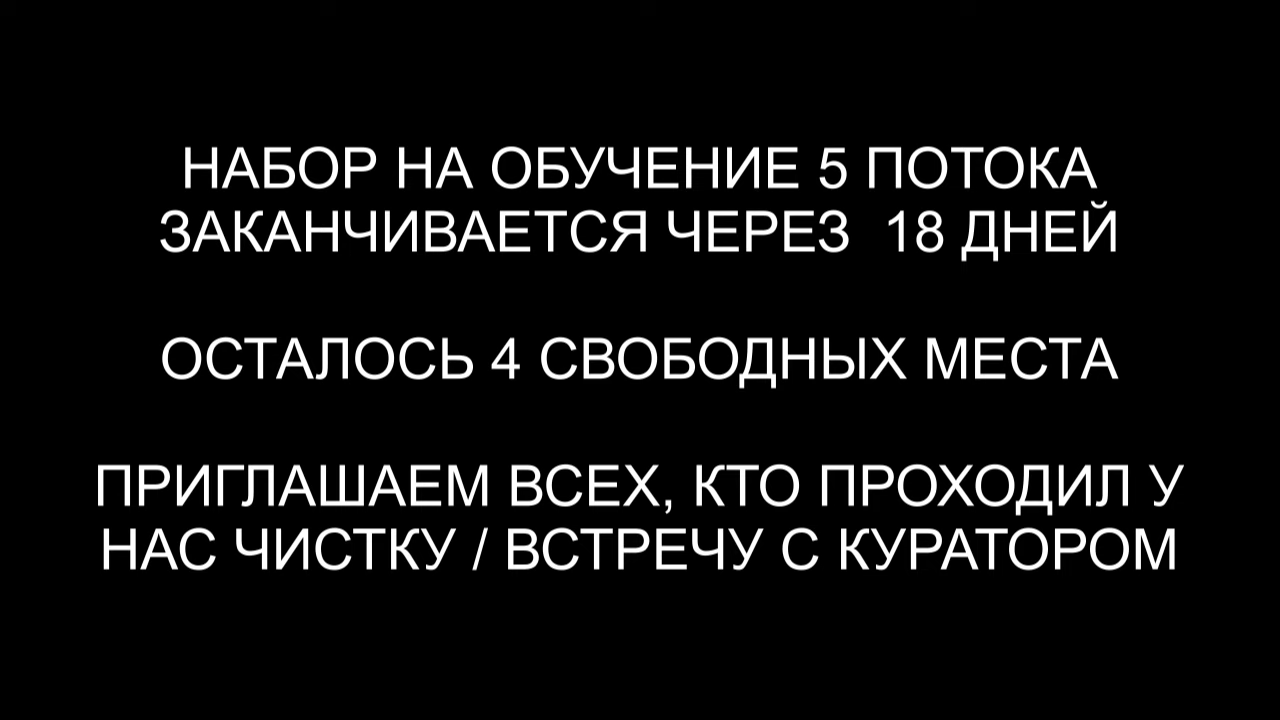 НАБОР НА ОБУЧЕНИЕ 5 ПОТОКА
ЗАКАНЧИВАЕТСЯ ЧЕРЕЗ  18 ДНЕЙ
ОСТАЛОСЬ 4 СВОБОДНЫХ МЕСТА
ПРИГЛАШАЕМ ВСЕХ, КТО ПРОХОДИЛ У
НАС ЧИСТКУ / ВСТРЕЧУ С КУРАТОРОМ